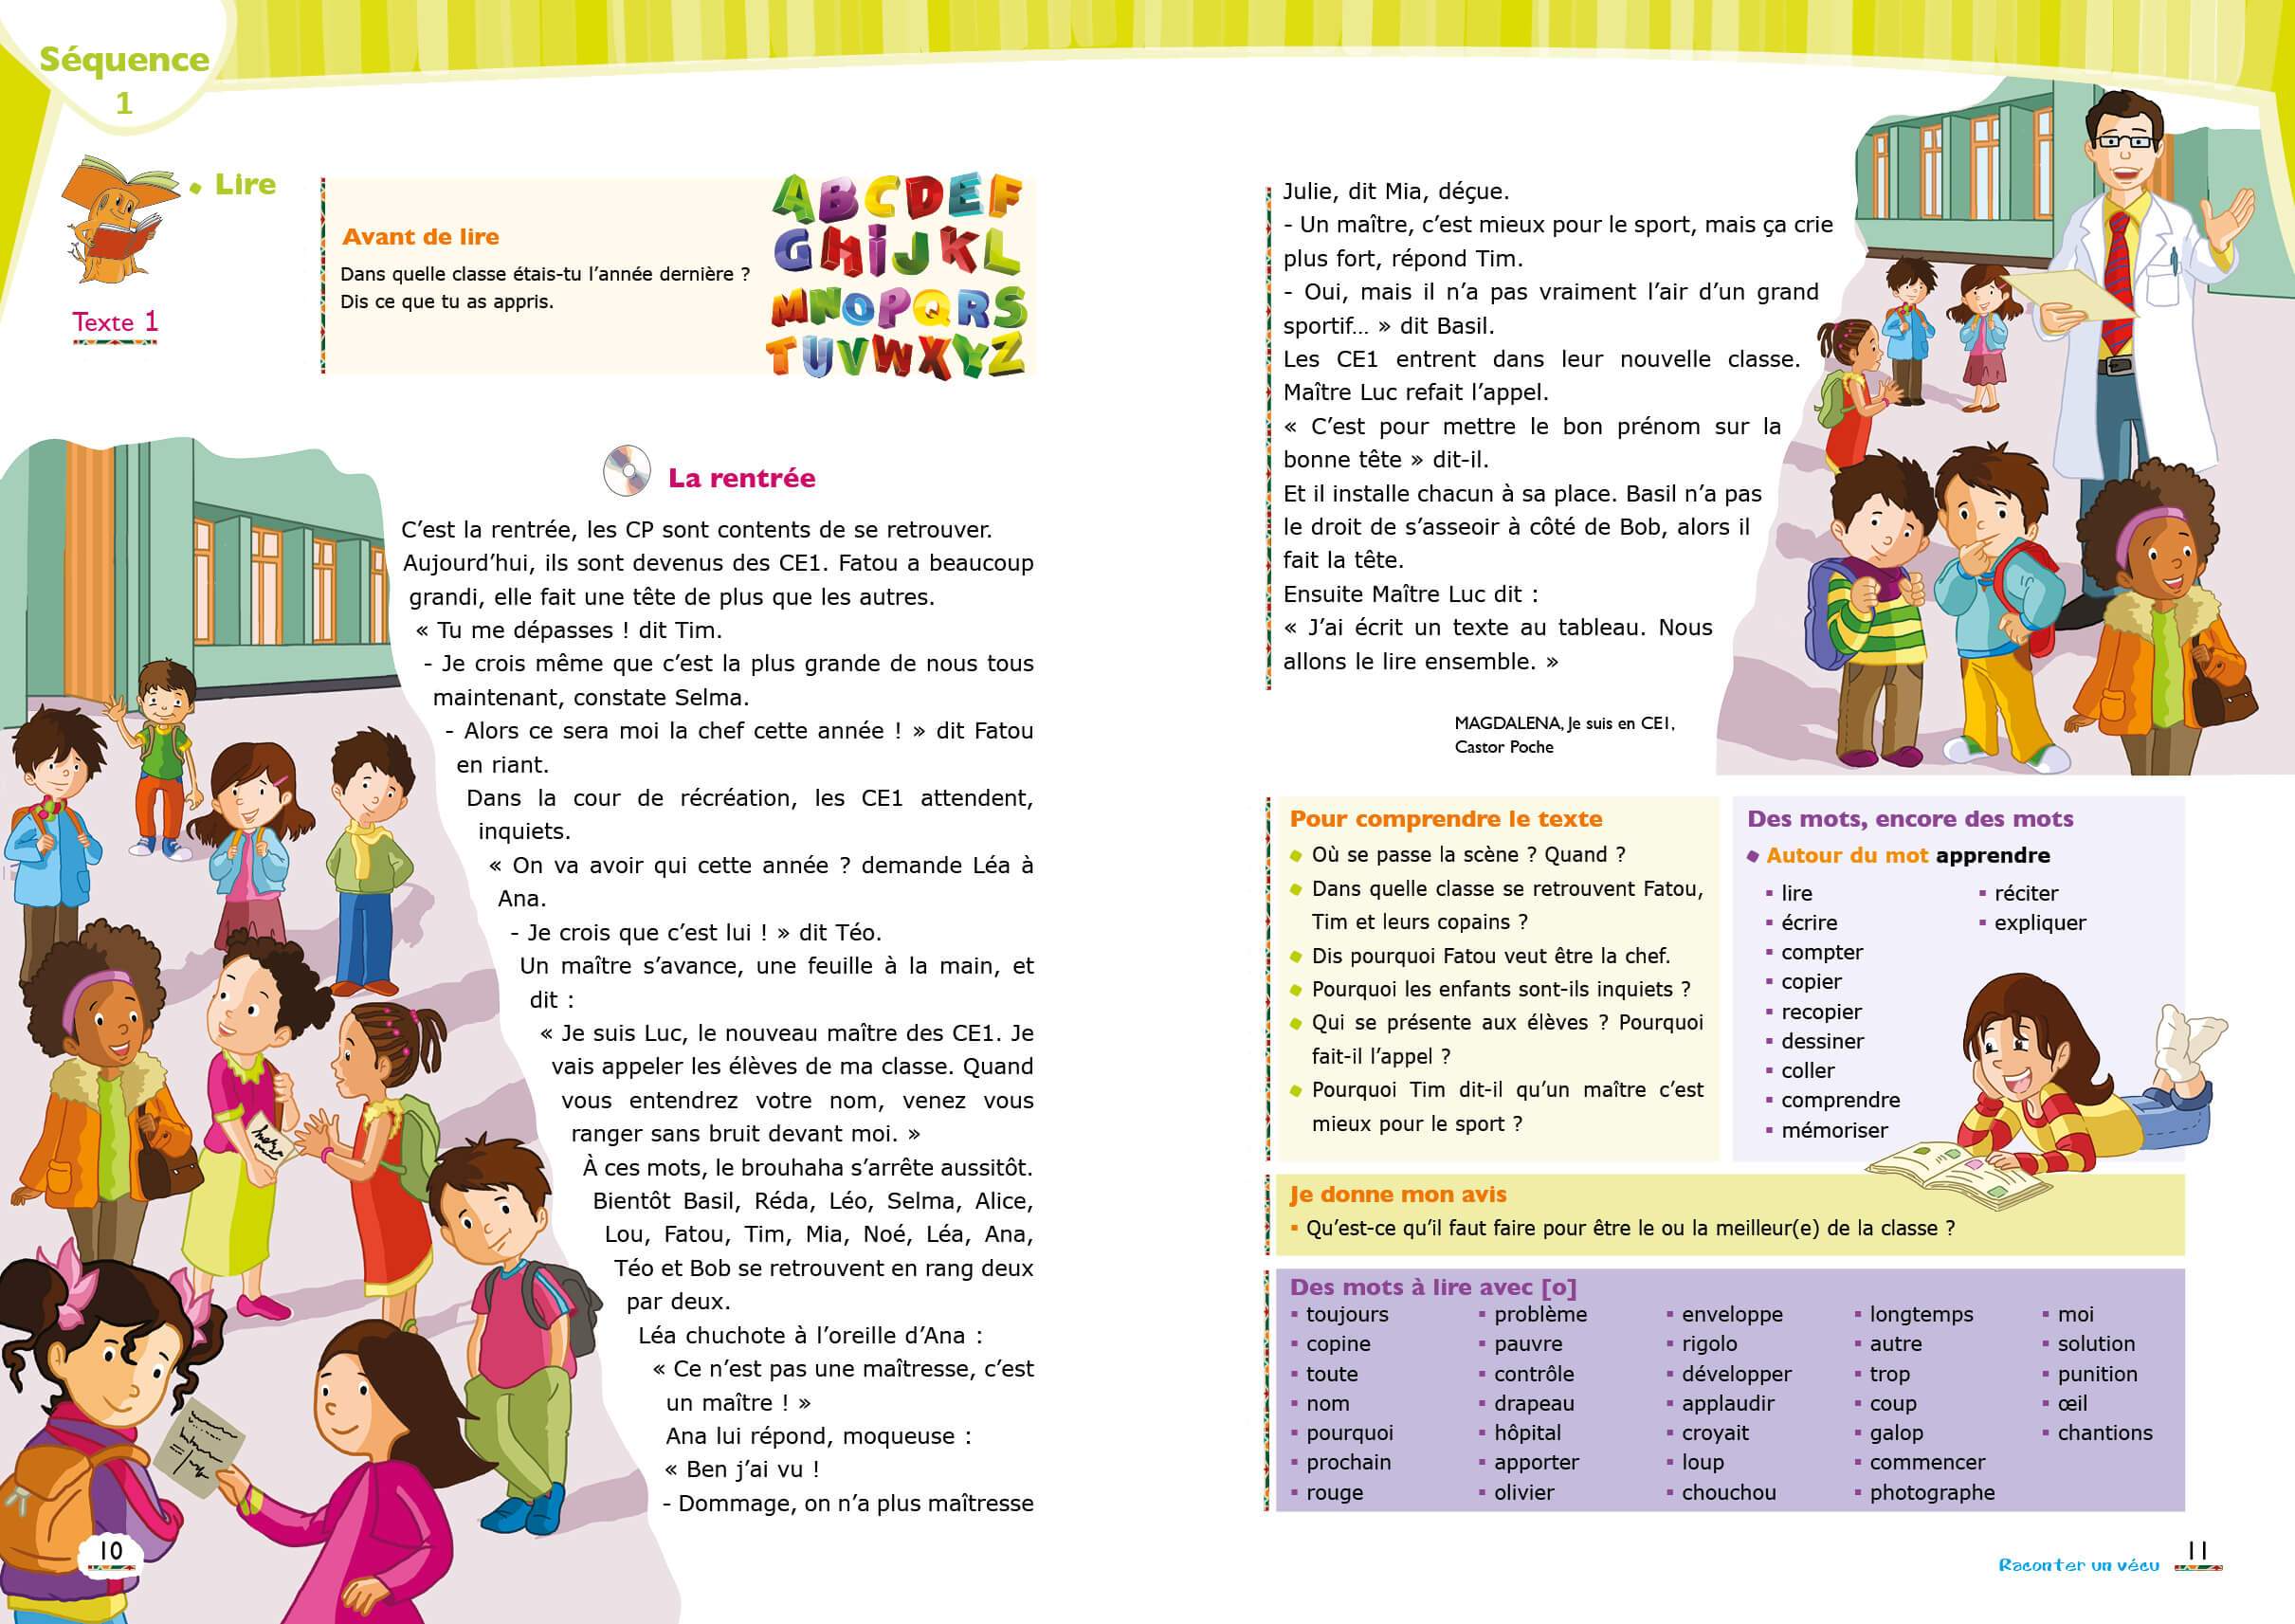 Séquence
1
• Lire
Texte 1
Avant de lire
Dans quelle classe étais-tu l'année dernière ?
Dis ce que tu as appris.
ABCDEF
GHIJKL
MNOPQRS
TUVWXYZ
La rentrée
C'est la rentrée, les CP sont contents de se retrouver.
Aujourd'hui, ils sont devenus des CE1. Fatou a beaucoup
grandi, elle fait une tête de plus que les autres.
« Tu me dépasses ! dit Tim.
- Je crois même que c'est la plus grande de nous tous
maintenant, constate Selma.
- Alors ce sera moi la chef cette année ! » dit Fatou
en riant.
Dans la cour de récréation, les CE1 attendent,
inquiets.
« On va avoir qui cette année ? demande Léa à
Ana.
- Je crois que c'est lui ! » dit Téo.
Un maître s'avance, une feuille à la main, et
dit :
« Je suis Luc, le nouveau maître des CE1. Je
vais appeler les élèves de ma classe. Quand
vous entendrez votre nom, venez vous
ranger sans bruit devant moi. »
À ces mots, le brouhaha s'arrête aussitôt.
Bientôt Basil, Réda, Léo, Selma, Alice,
Lou, Fatou, Tim, Mia, Noé, Léa, Ana,
Téo et Bob se retrouvent en rang deux
par deux.
Léa chuchote à l'oreille d'Ana :
« Ce n'est pas une maîtresse, c'est
un maître ! »
Ana lui répond, moqueuse :
« Ben j'ai vu !
- Dommage, on n'a plus maîtresse
10
Julie, dit Mia, déçue.
- Un maître, c'est mieux pour le sport, mais ça crie
plus fort, répond Tim.
- Oui, mais il n'a pas vraiment l'air d'un grand
sportif... » dit Basil.
Les CE1 entrent dans leur nouvelle classe.
Maître Luc refait l'appel.
« C'est pour mettre le bon prénom sur la
bonne tête » dit-il.
Et il installe chacun à sa place. Basil n'a pas
le droit de s'asseoir à côté de Bob, alors il
fait la tête.
Ensuite Maître Luc dit :
« J'ai écrit un texte au tableau. Nous
allons le lire ensemble. »
MAGDALENA, Je suis en CE1,
Castor Poche
Pour comprendre le texte
Où se passe la scène ? Quand ?
Dans quelle classe se retrouvent Fatou,
Tim et leurs copains ?
Dis pourquoi Fatou veut être la chef.
Pourquoi les enfants sont-ils inquiets ?
Qui se présente aux élèves ? Pourquoi
fait-il l'appel ?
Pourquoi Tim dit-il qu'un maître c'est
mieux pour le sport ?
Des mots, encore des mots
Autour du mot apprendre
lire
écrire
compter
copier
recopier
dessiner
coller
comprendre
mémoriser
réciter
expliquer
Je donne mon avis
Qu'est-ce qu'il faut faire pour être le ou la meilleur(e) de la classe ?
Des mots à lire avec [o]
toujours
copine
toute
nom
pourquoi
prochain
rouge
problème
pauvre
contrôle
drapeau
hôpital
apporter
olivier
enveloppe
rigolo
développer
applaudir
croyait
loup
chouchou
longtemps
autre
trop
coup
galop
commencer
photographe
moi
solution
punition
œil
chantions
Raconter un vécu
11